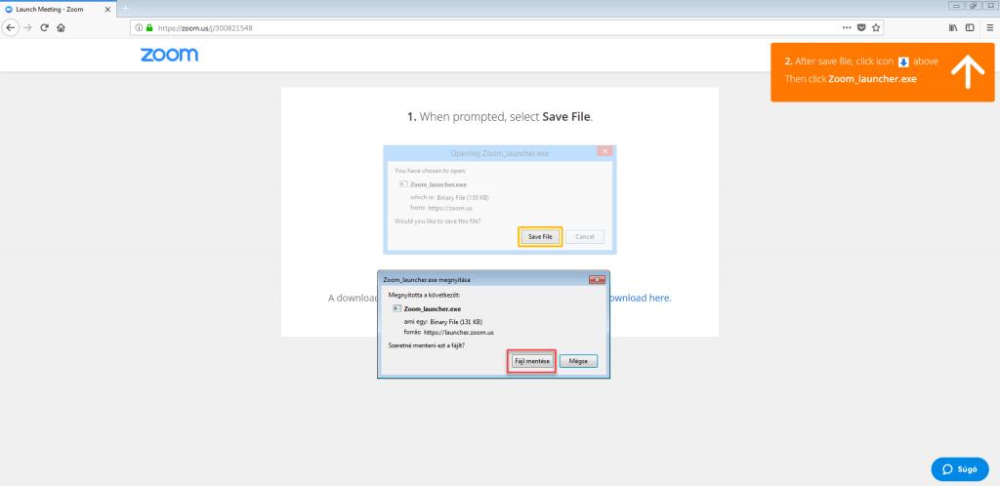 Launch Meeting - Zoom
https://zoom.us/j/300821548
zoom
2. After save file, click icon above
Then click Zoom_launcher.exe
1. When prompted, select Save File.
Opening Zoom_launcher.exe
You have chosen to open:
Zoom_launcher.exe
which is: Binary File (130 KB)
from: https://zoom.us
Would you like to save this file?
Save File Cancel
A download ownload here.
Zoom_launcher.exe megnyitása
Megnyitotta a következőt:
Zoom_launcher.exe
ami egy: Binary File (131 KB)
forrás: https://launcher.zoom.us
Szeretné menteni ezt a fájlt?
Fájl mentése Mégse
Súgó